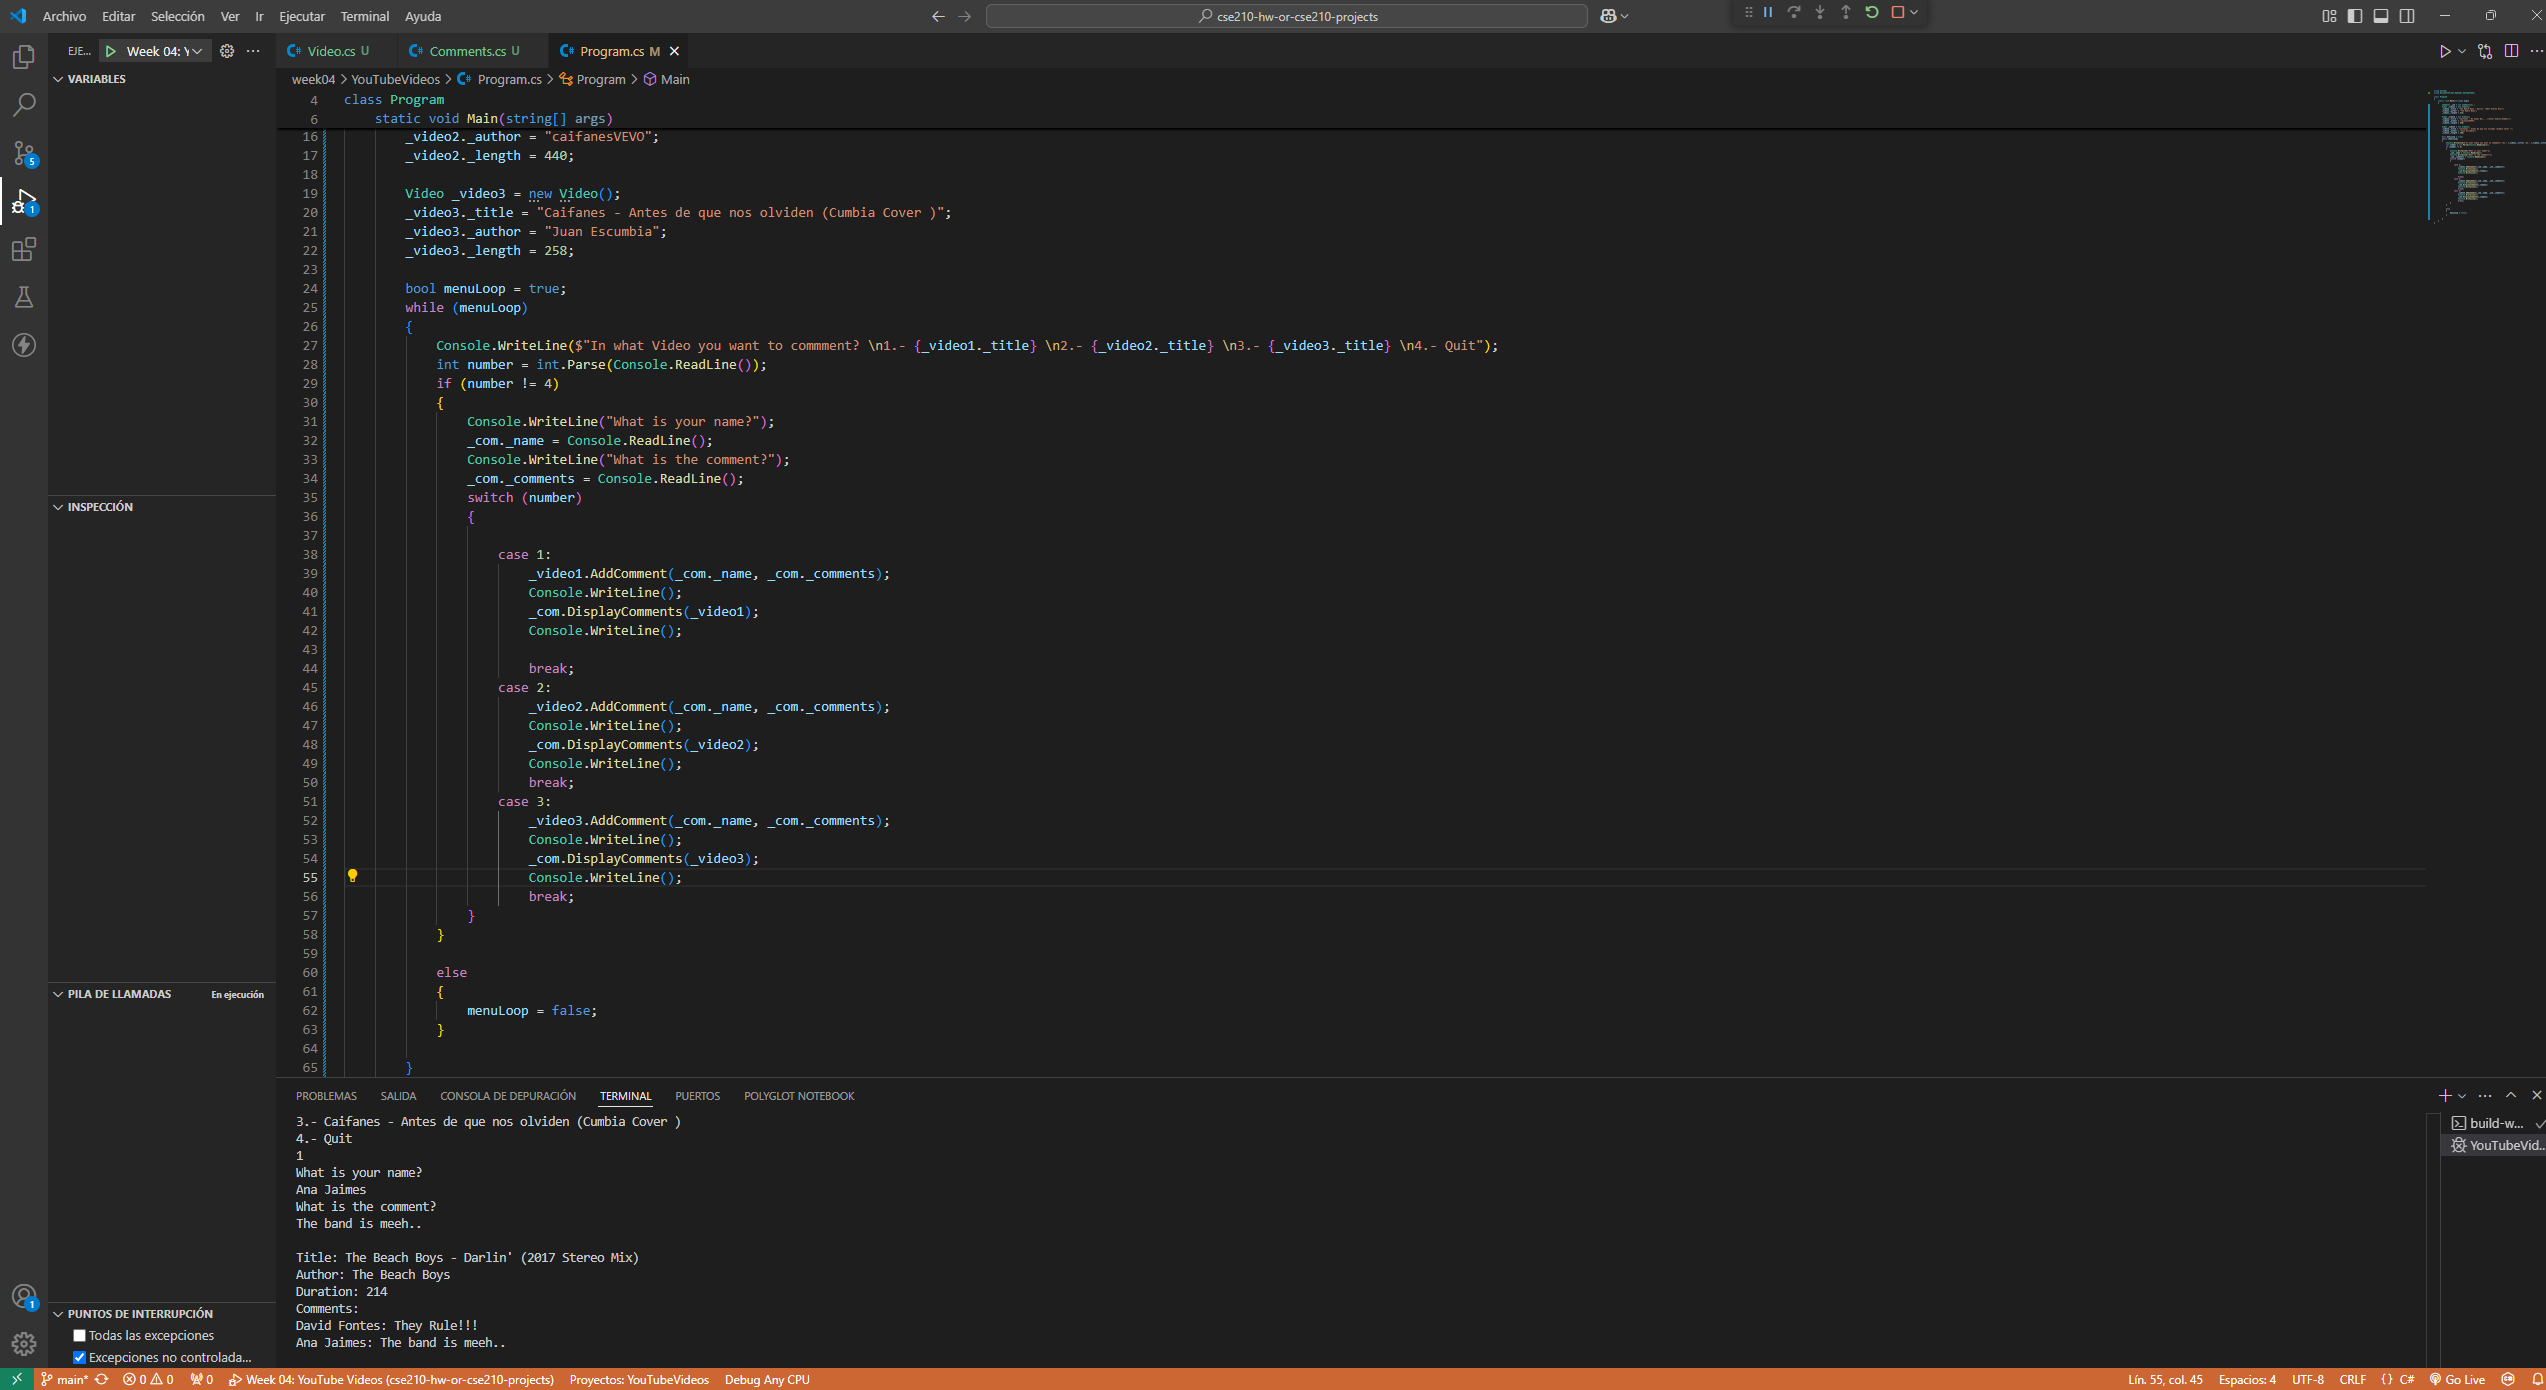 Archivo Editar Selección Ver Ir Ejecutar Terminal Ayuda
cse210-hw-or-cse210-projects
EJE... Week 04: Y
Video.cs U Comments.cs U Program.cs M
week04 > YouTubeVideos > Program.cs > Program > Main
VARIABLES
INSPECCIÓN
PILA DE LLAMADAS En ejecución
PUNTOS DE INTERRUPCIÓN
Todas las excepciones
Excepciones no controlada...
5
1
1
4 class Program
6 static void Main(string[] args)
16 _video2._author = "caifanesVEVO";
17 _video2._length = 440;
18
19 Video _video3 = new Video();
20 _video3._title = "Caifanes - Antes de que nos olviden (Cumbia Cover )";
21 _video3._author = "Juan Escumbia";
22 _video3._length = 258;
23
24 bool menuLoop = true;
25 while (menuLoop)
26 {
27 Console.WriteLine($"In what Video you want to commment? \n1.- {_video1._title} \n2.- {_video2._title} \n3.- {_video3._title} \n4.- Quit");
28 int number = int.Parse(Console.ReadLine());
29 if (number != 4)
30 {
31 Console.WriteLine("What is your name?");
32 _com._name = Console.ReadLine();
33 Console.WriteLine("What is the comment?");
34 _com._comments = Console.ReadLine();
35 switch (number)
36 {
37
38 case 1:
39 _video1.AddComment(_com._name, _com._comments);
40 Console.WriteLine();
41 _com.DisplayComments(_video1);
42 Console.WriteLine();
43
44 break;
45 case 2:
46 _video2.AddComment(_com._name, _com._comments);
47 Console.WriteLine();
48 _com.DisplayComments(_video2);
49 Console.WriteLine();
50 break;
51 case 3:
52 _video3.AddComment(_com._name, _com._comments);
53 Console.WriteLine();
54 _com.DisplayComments(_video3);
55 Console.WriteLine();
56 break;
57 }
58 }
59
60 else
61 {
62 menuLoop = false;
63 }
64
65 }
PROBLEMAS SALIDA CONSOLA DE DEPURACIÓN TERMINAL PUERTOS POLYGLOT NOTEBOOK
3.- Caifanes - Antes de que nos olviden (Cumbia Cover )
4.- Quit
1
What is your name?
Ana Jaimes
What is the comment?
The band is meeh..
Title: The Beach Boys - Darlin' (2017 Stereo Mix)
Author: The Beach Boys
Duration: 214
Comments:
David Fontes: They Rule!!!
Ana Jaimes: The band is meeh..
build-w...
YouTubeVid...
main* 0 0 0 Week 04: YouTube Videos (cse210-hw-or-cse210-projects) Proyectos: YouTubeVideos Debug Any CPU
Lín. 55, col. 45 Espacios: 4 UTF-8 CRLF {} C# Go Live